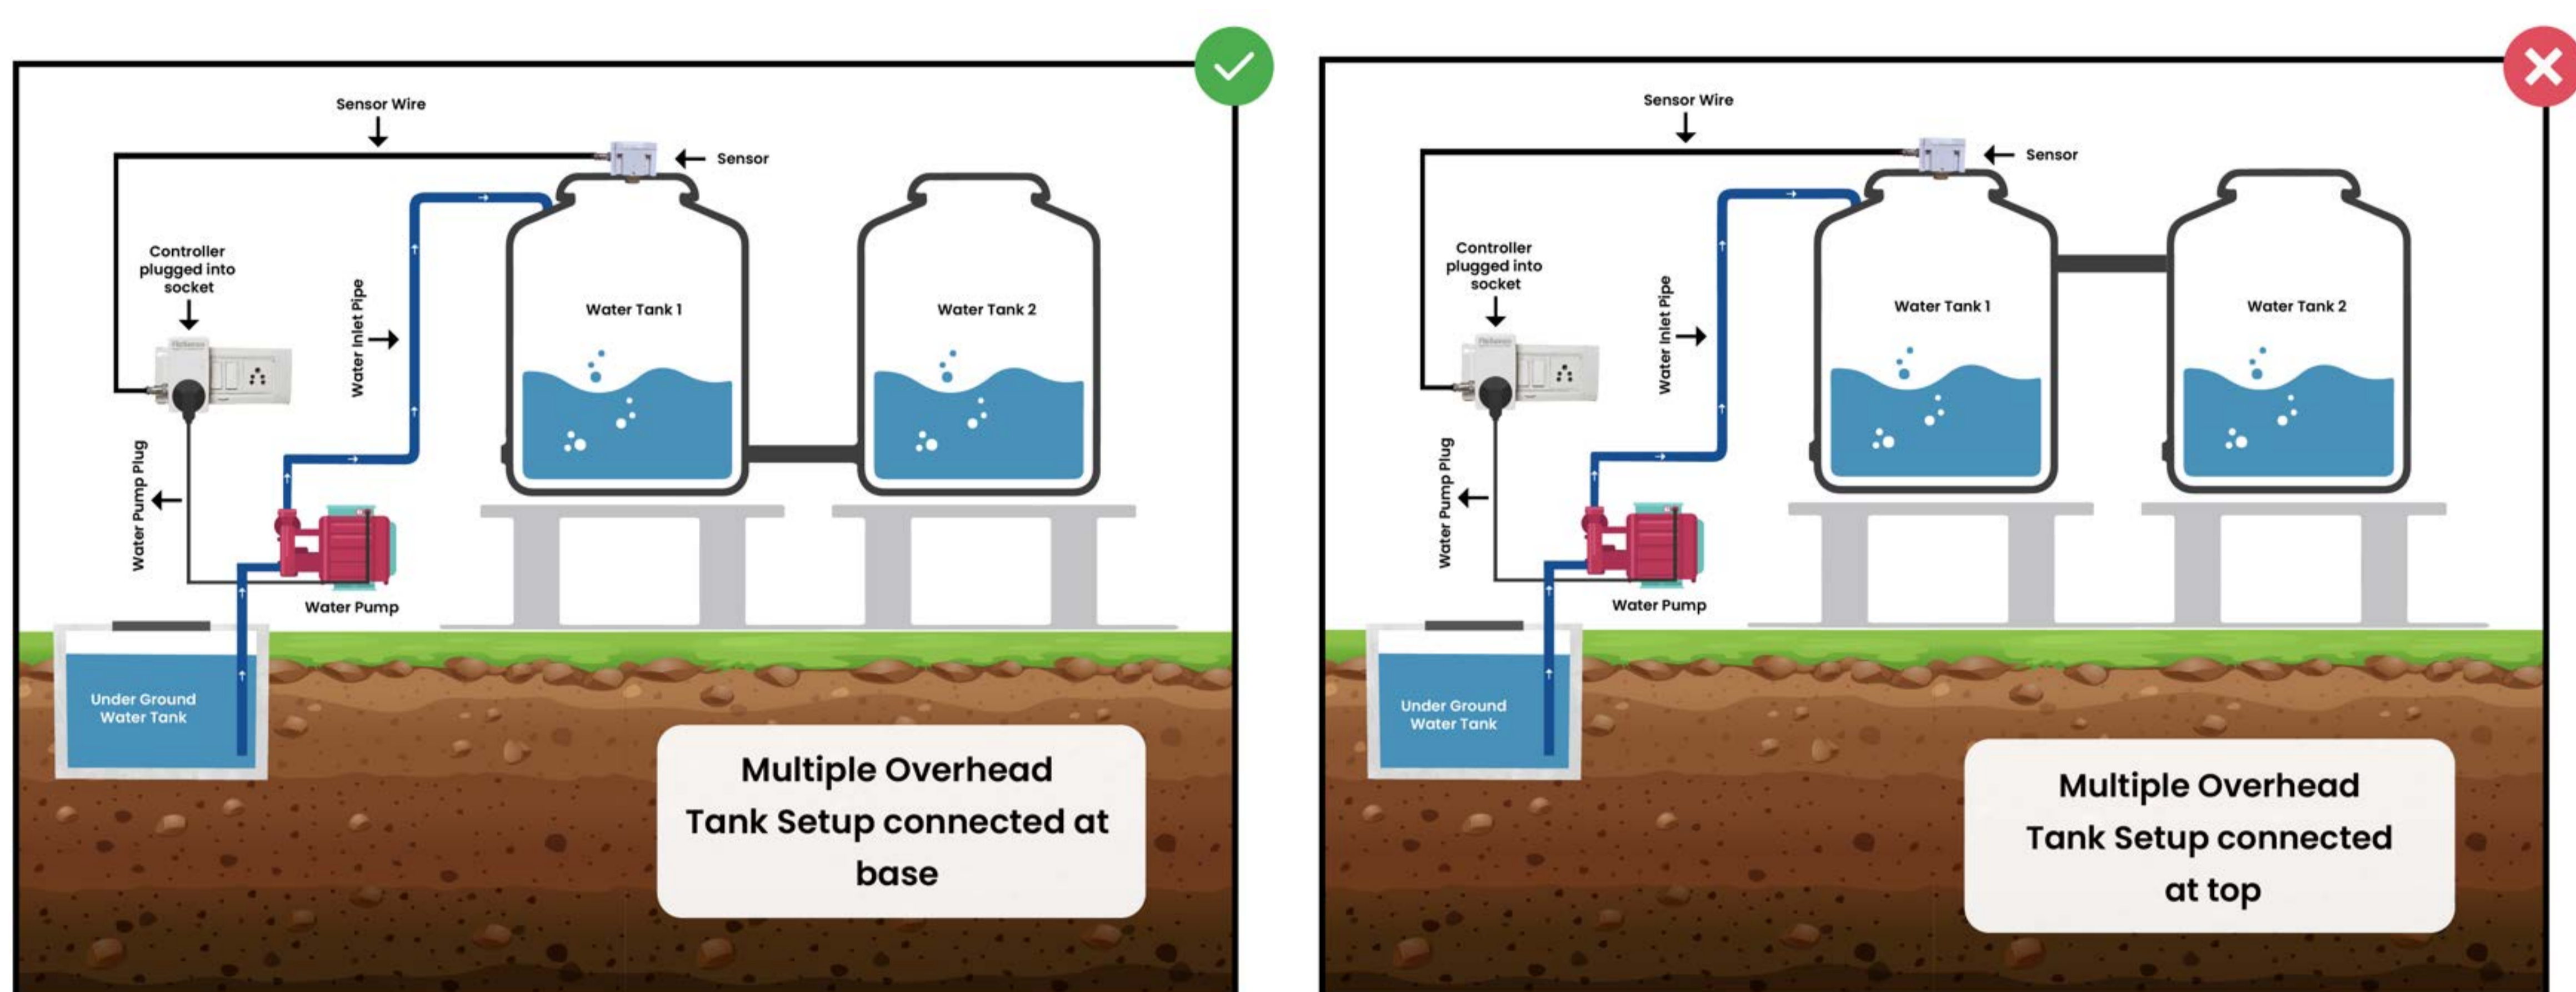 Sensor Wire
Sensor
Controller
plugged into
socket
Water Inlet Pipe
Water Tank 1
Water Tank 2
Water Pump Plug
Water Pump
Under Ground
Water Tank
Multiple Overhead
Tank Setup connected at
base
Sensor Wire
Sensor
Controller
plugged into
socket
Water Inlet Pipe
Water Tank 1
Water Tank 2
Water Pump Plug
Water Pump
Under Ground
Water Tank
Multiple Overhead
Tank Setup connected
at top